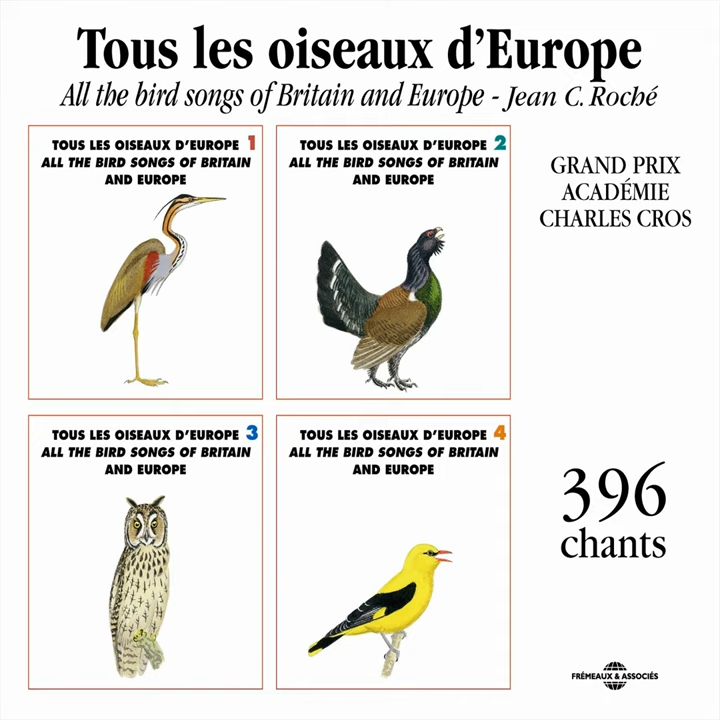 Tous les oiseaux d'Europe
All the bird songs of Britain and Europe - Jean C. Roché
TOUS LES OISEAUX D'EUROPE 1
ALL THE BIRD SONGS OF BRITAIN
AND EUROPE
TOUS LES OISEAUX D'EUROPE 2
ALL THE BIRD SONGS OF BRITAIN
AND EUROPE
GRAND PRIX
ACADÉMIE
CHARLES CROS
TOUS LES OISEAUX D'EUROPE 3
ALL THE BIRD SONGS OF BRITAIN
AND EUROPE
TOUS LES OISEAUX D'EUROPE 4
ALL THE BIRD SONGS OF BRITAIN
AND EUROPE
396
chants
FRÉMEAUX & ASSOCIÉS